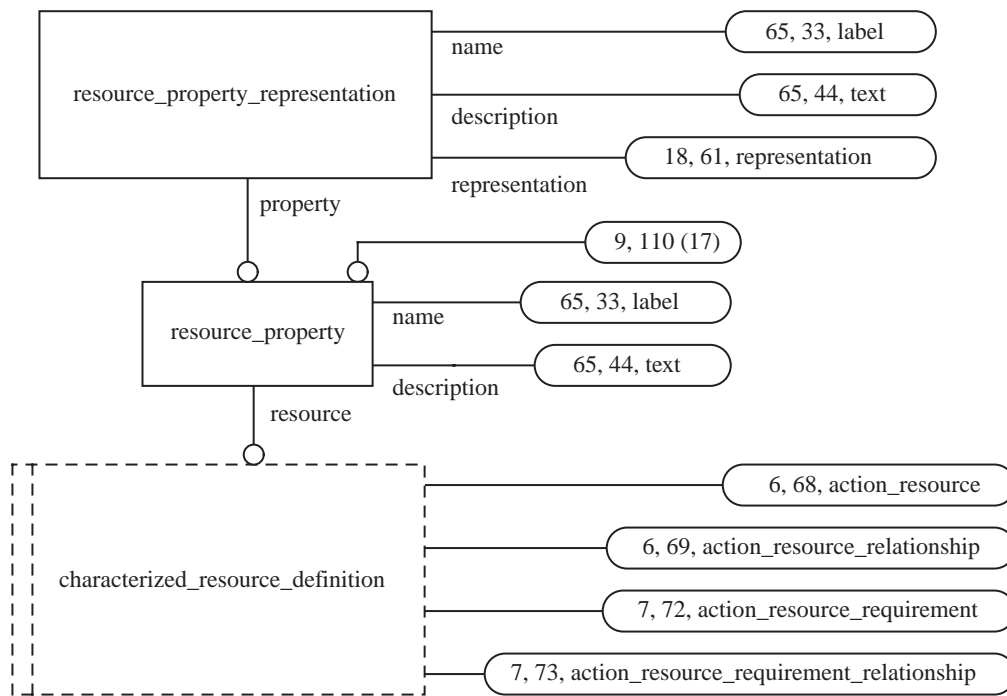 65, 33, label
name
resource_property_representation
65, 44, text
description
18, 61, representation
representation
property
9, 110 (17)
65, 33, label
name
resource_property
65, 44, text
description
resource
6, 68, action_resource
6, 69, action_resource_relationship
characterized_resource_definition
7, 72, action_resource_requirement
7, 73, action_resource_requirement_relationship